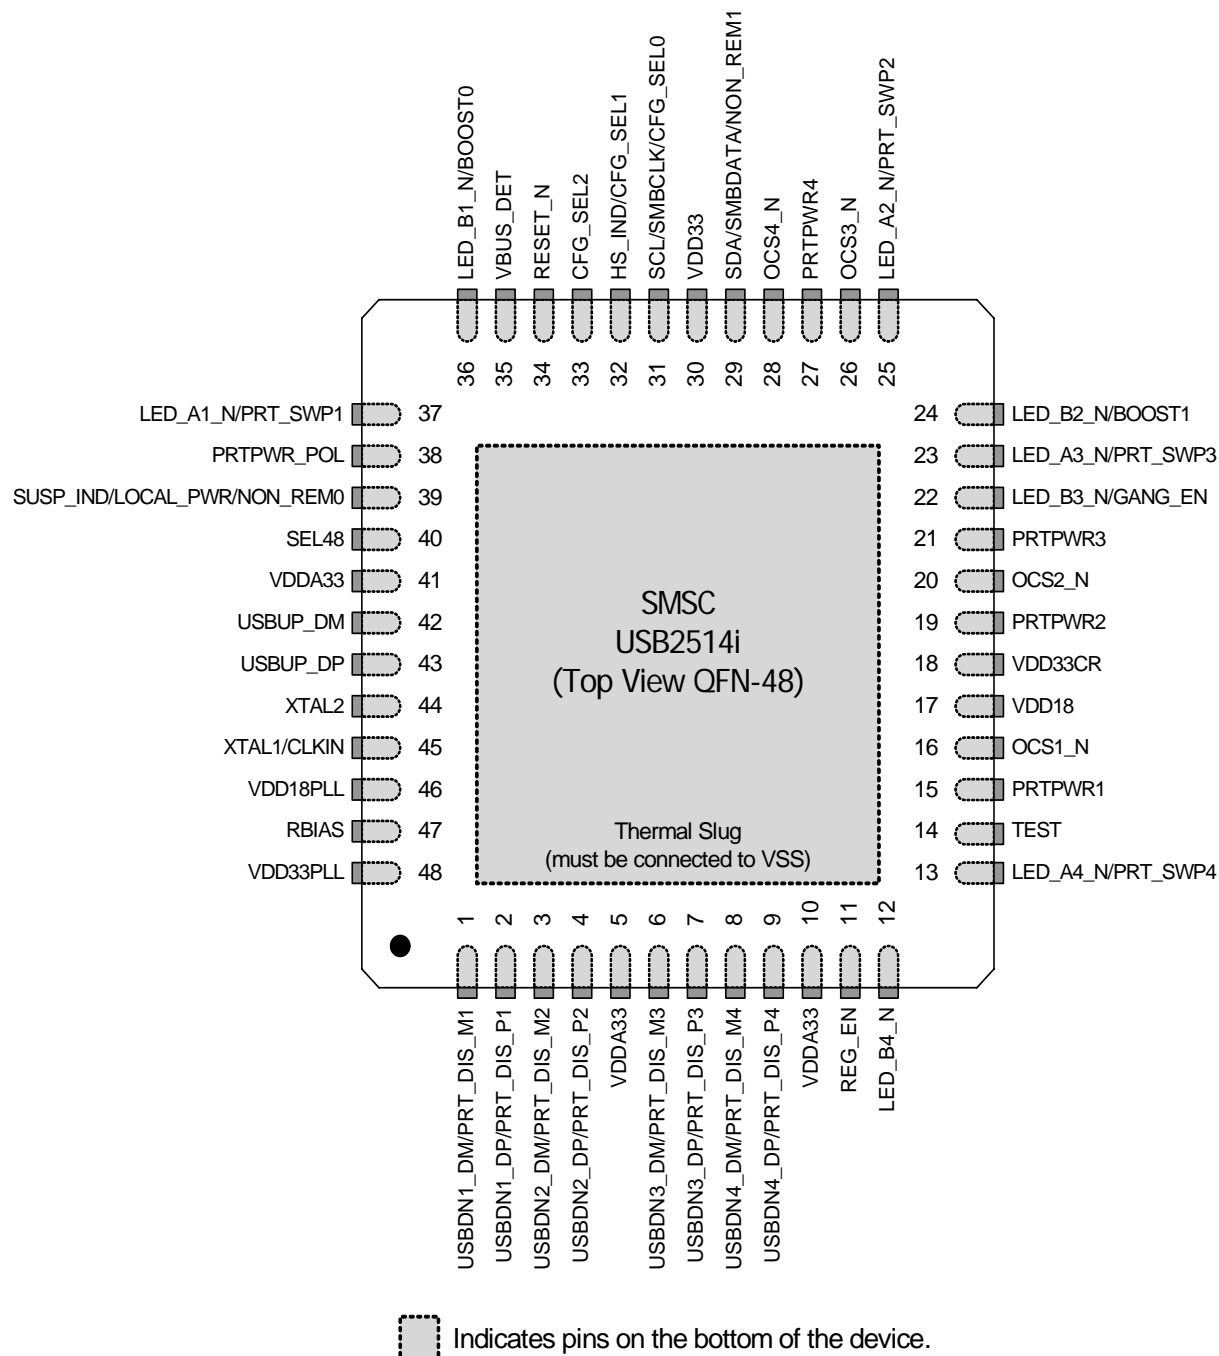 LED_B1_N/BOOST0
VBUS_DET
RESET_N
CFG_SEL2
HS_IND/CFG_SEL1
SCL/SMBCLK/CFG_SEL0
VDD33
SDA/SMBDATA/NON_REM1
OCS4_N
PRTPWR4
OCS3_N
LED_A2_N/PRT_SWP2
36
35
34
33
32
31
30
29
28
27
26
25
LED_A1_N/PRT_SWP1 37
PRTPWR_POL 38
SUSP_IND/LOCAL_PWR/NON_REM0 39
SEL48 40
VDDA33 41
USBUP_DM 42
USBUP_DP 43
XTAL2 44
XTAL1/CLKIN 45
VDD18PLL 46
RBIAS 47
VDD33PLL 48
SMSC
USB2514i
(Top View QFN-48)
Thermal Slug
(must be connected to VSS)
24 LED_B2_N/BOOST1
23 LED_A3_N/PRT_SWP3
22 LED_B3_N/GANG_EN
21 PRTPWR3
20 OCS2_N
19 PRTPWR2
18 VDD33CR
17 VDD18
16 OCS1_N
15 PRTPWR1
14 TEST
13 LED_A4_N/PRT_SWP4
1
2
3
4
5
6
7
8
9
10
11
12
USBDN1_DM/PRT_DIS_M1
USBDN1_DP/PRT_DIS_P1
USBDN2_DM/PRT_DIS_M2
USBDN2_DP/PRT_DIS_P2
VDDA33
USBDN3_DM/PRT_DIS_M3
USBDN3_DP/PRT_DIS_P3
USBDN4_DM/PRT_DIS_M4
USBDN4_DP/PRT_DIS_P4
VDDA33
REG_EN
LED_B4_N
Indicates pins on the bottom of the device.